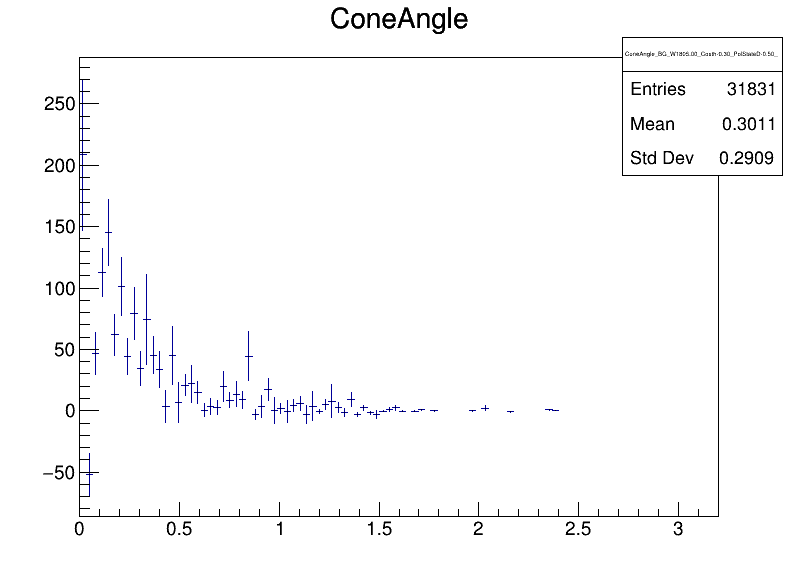 ConeAngle
ConeAngle_BG_W1805.00_Costh-0.30_PolStateD-0.50_
Entries 31831
Mean 0.3011
Std Dev 0.2909
250
200
150
100
50
0
−50
0 0.5 1 1.5 2 2.5 3